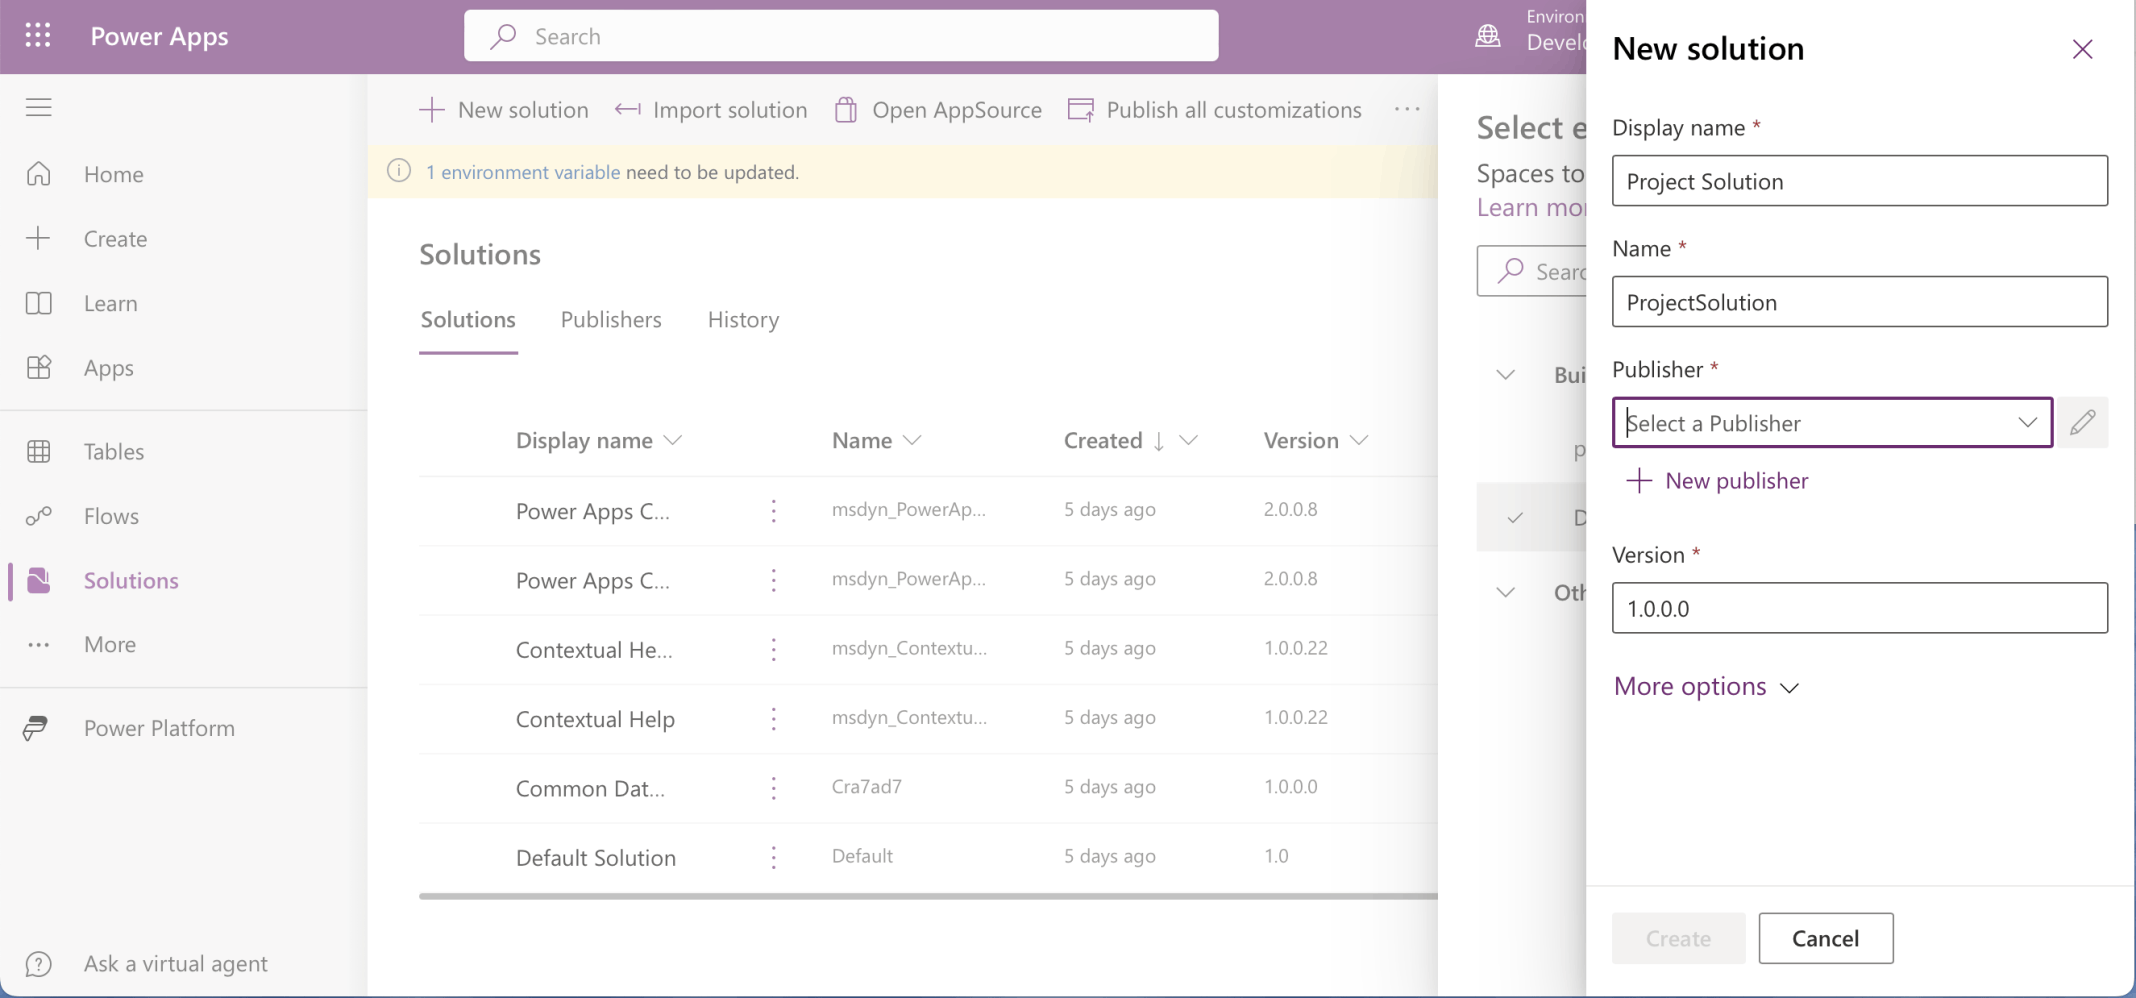 Power Apps
Search
Environ
Develo
Home
Create
Learn
Apps
Tables
Flows
Solutions
More
Power Platform
Ask a virtual agent
New solution
Import solution
Open AppSource
Publish all customizations
1 environment variable need to be updated.
Solutions
Solutions
Publishers
History
Display name
Name
Created
Version
Power Apps C...
msdyn_PowerAp...
5 days ago
2.0.0.8
Power Apps C...
msdyn_PowerAp...
5 days ago
2.0.0.8
Contextual He...
msdyn_Contextu...
5 days ago
1.0.0.22
Contextual Help
msdyn_Contextu...
5 days ago
1.0.0.22
Common Dat...
Cra7ad7
5 days ago
1.0.0.0
Default Solution
Default
5 days ago
1.0
Select e
Spaces to
Learn mor
Searc
Bui
p
D
Oth
New solution
Display name *
Project Solution
Name *
ProjectSolution
Publisher *
Select a Publisher
New publisher
Version *
1.0.0.0
More options
Create
Cancel